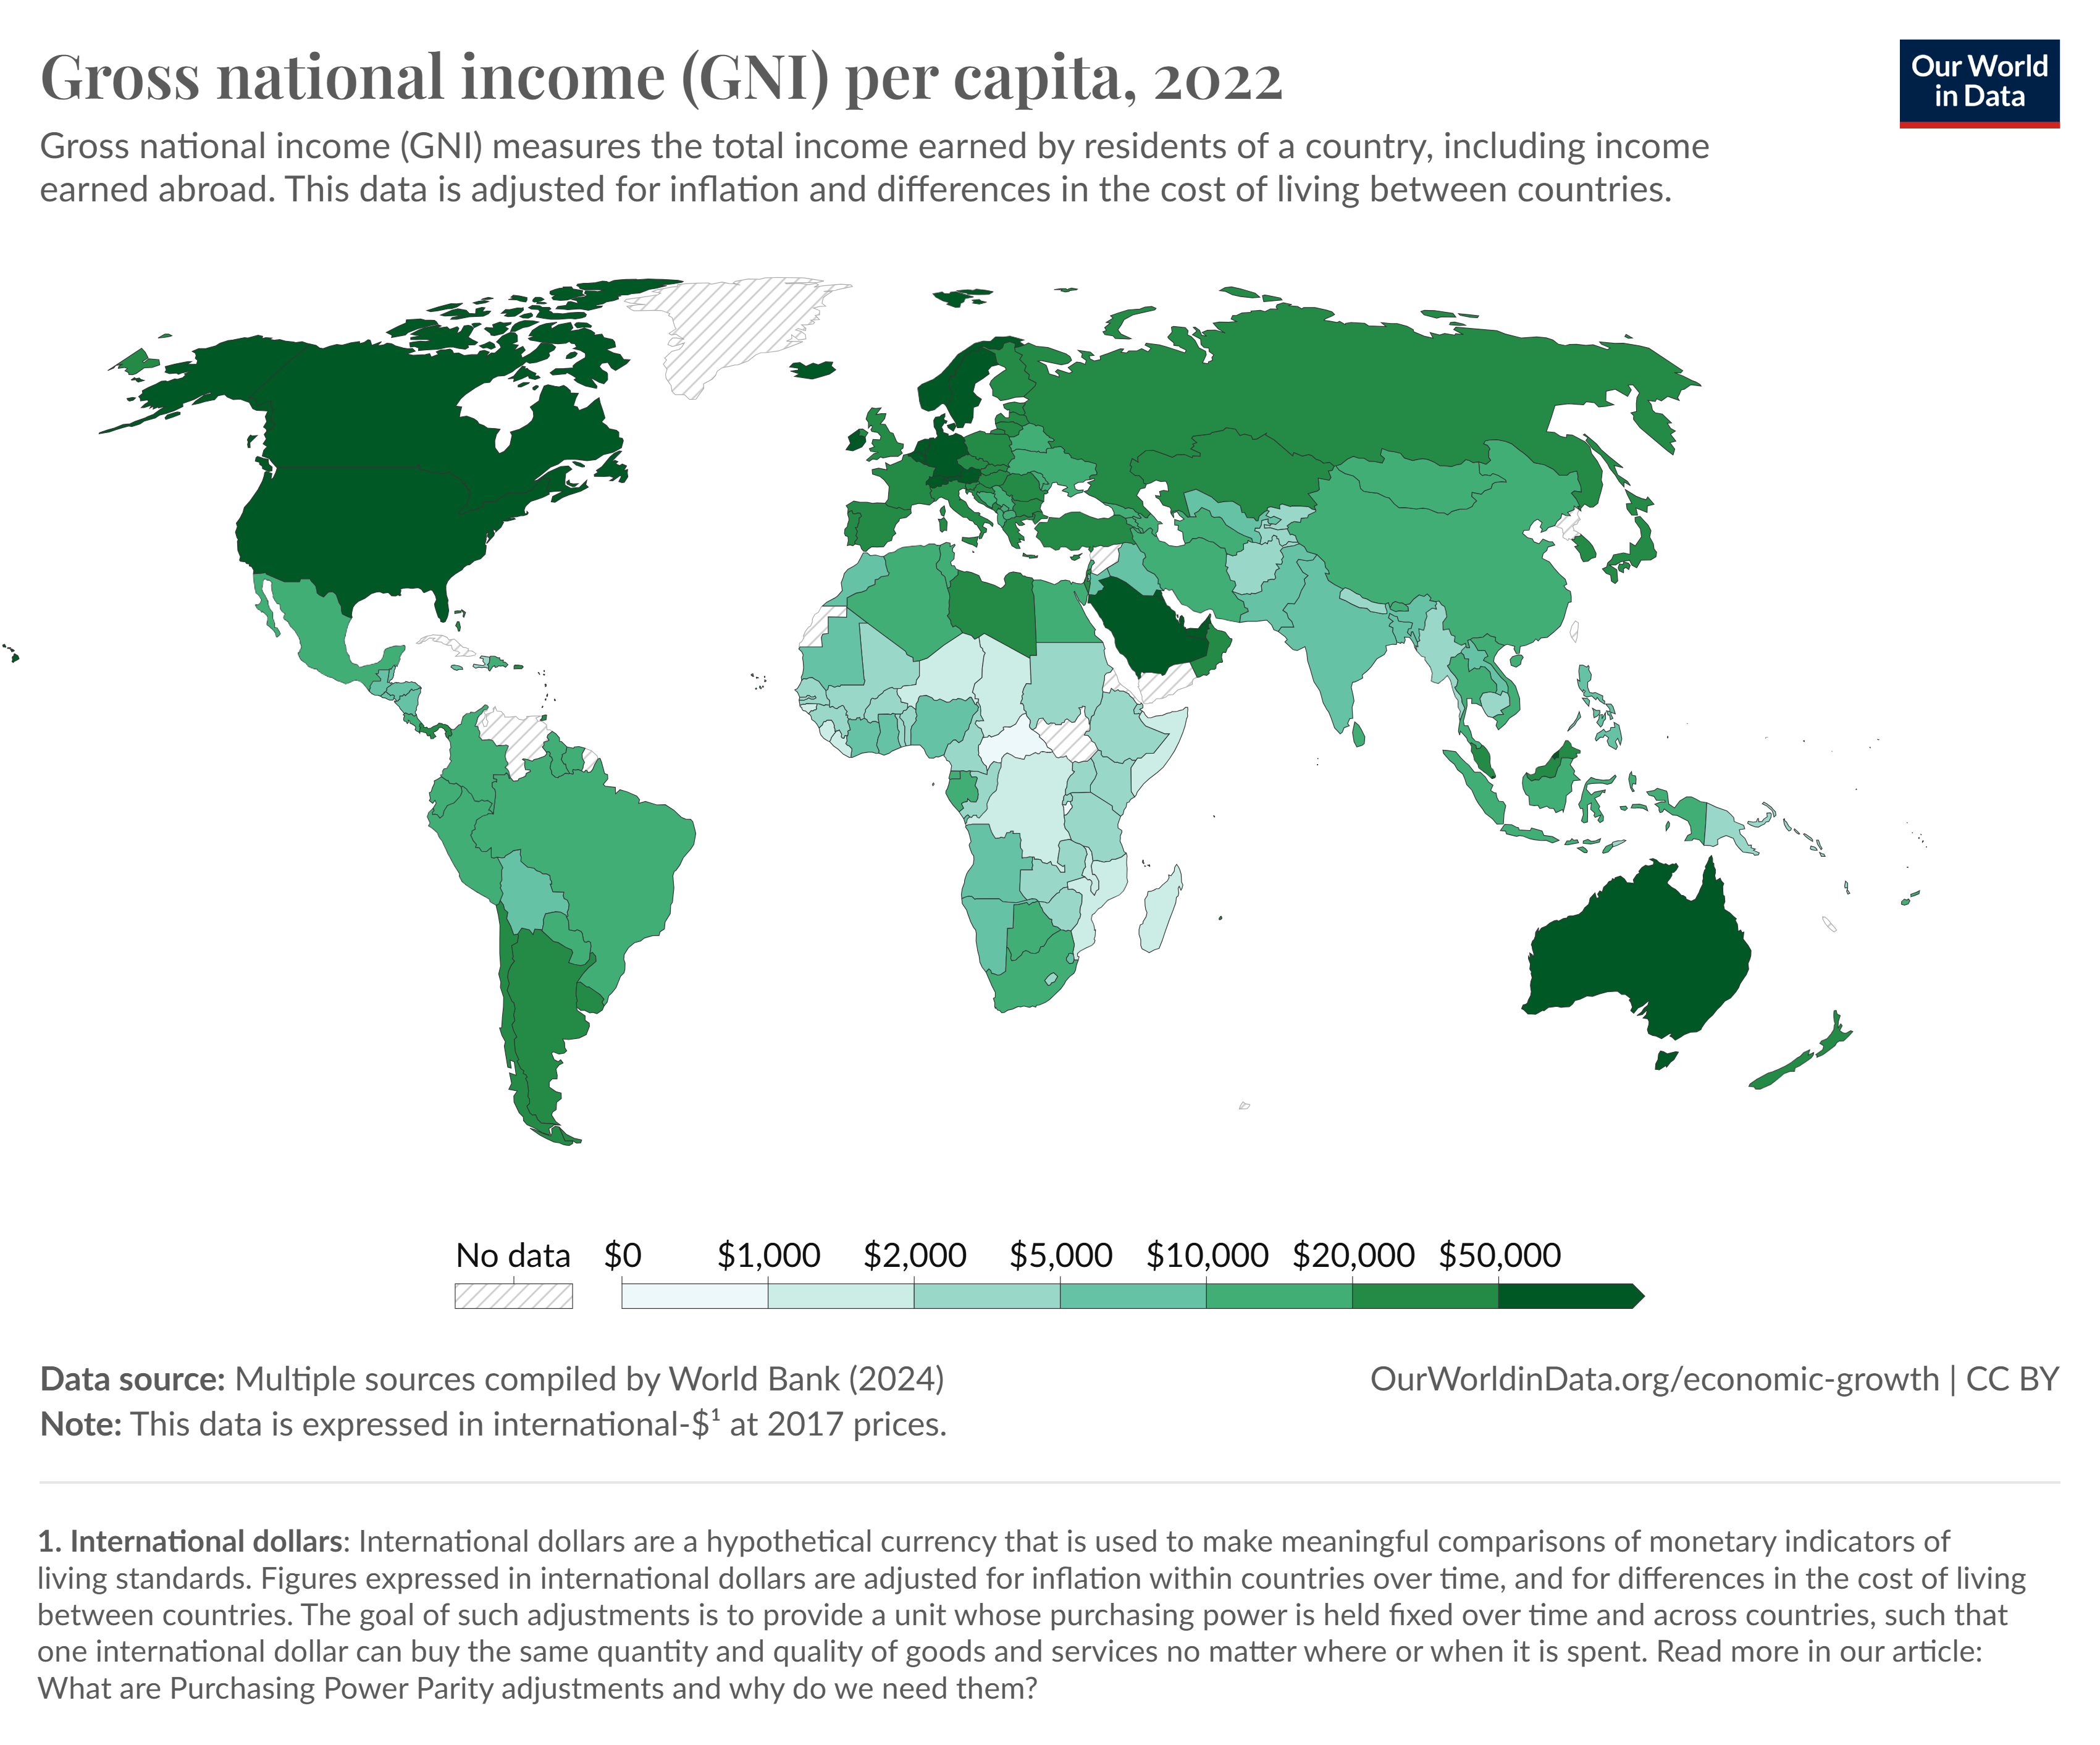 Gross national income (GNI) per capita, 2022
Our World
in Data
Gross national income (GNI) measures the total income earned by residents of a country, including income
earned abroad. This data is adjusted for inflation and differences in the cost of living between countries.
No data $0 $1,000 $2,000 $5,000 $10,000 $20,000 $50,000
Data source: Multiple sources compiled by World Bank (2024)
OurWorldinData.org/economic-growth | CC BY
Note: This data is expressed in international-$¹ at 2017 prices.
1. International dollars: International dollars are a hypothetical currency that is used to make meaningful comparisons of monetary indicators of
living standards. Figures expressed in international dollars are adjusted for inflation within countries over time, and for differences in the cost of living
between countries. The goal of such adjustments is to provide a unit whose purchasing power is held fixed over time and across countries, such that
one international dollar can buy the same quantity and quality of goods and services no matter where or when it is spent. Read more in our article:
What are Purchasing Power Parity adjustments and why do we need them?